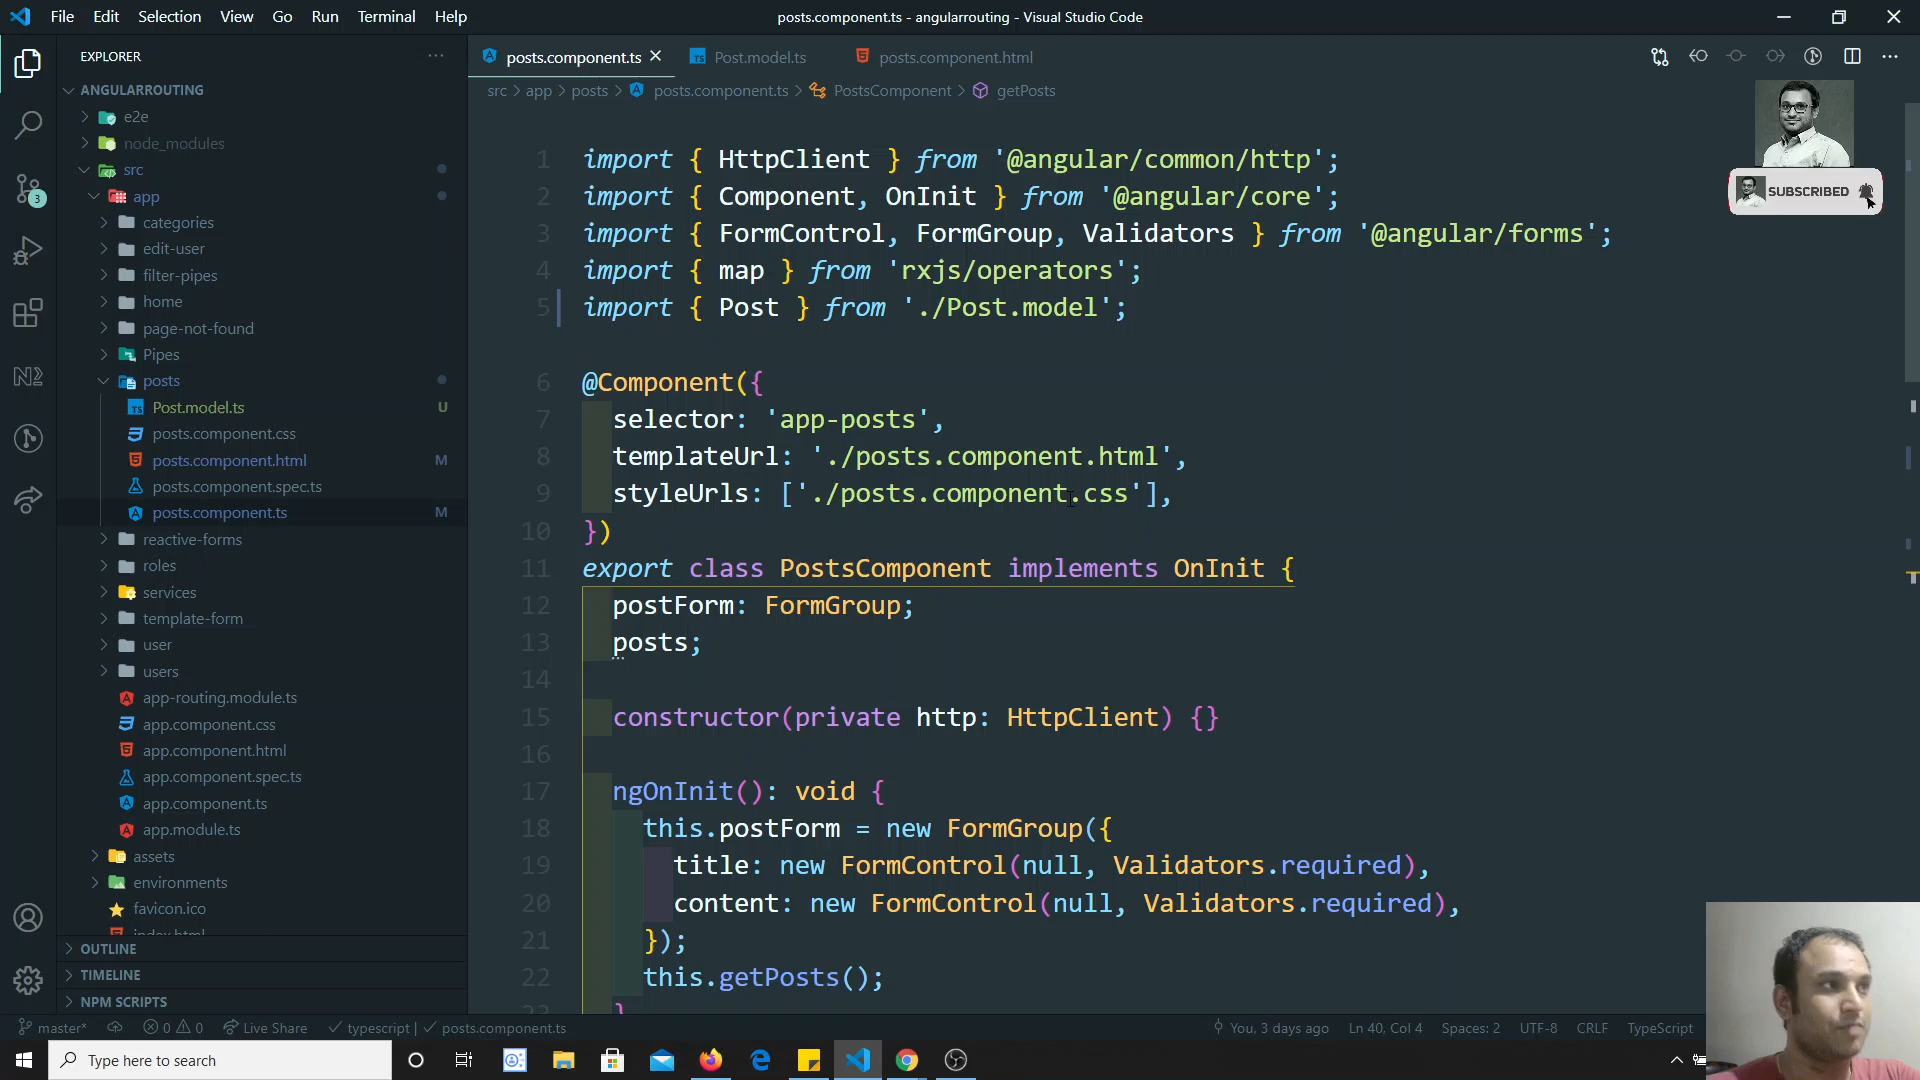 File Edit Selection View Go Run Terminal Help
posts.component.ts - angularrouting - Visual Studio Code
EXPLORER
ANGULARROUTING
e2e
node_modules
src
app
categories
edit-user
filter-pipes
home
page-not-found
Pipes
posts
Post.model.ts U
posts.component.css
posts.component.html M
posts.component.spec.ts
posts.component.ts M
reactive-forms
roles
services
template-form
user
users
app-routing.module.ts
app.component.css
app.component.html
app.component.spec.ts
app.component.ts
app.module.ts
assets
environments
favicon.ico
index.html
OUTLINE
TIMELINE
NPM SCRIPTS
3
posts.component.ts Post.model.ts posts.component.html
src > app > posts > posts.component.ts > PostsComponent > getPosts
1 import { HttpClient } from '@angular/common/http';
2 import { Component, OnInit } from '@angular/core';
3 import { FormControl, FormGroup, Validators } from '@angular/forms';
4 import { map } from 'rxjs/operators';
5 import { Post } from './Post.model';
6 @Component({
7 selector: 'app-posts',
8 templateUrl: './posts.component.html',
9 styleUrls: ['./posts.component.css'],
10 })
11 export class PostsComponent implements OnInit {
12 postForm: FormGroup;
13 posts;
14
15 constructor(private http: HttpClient) {}
16
17 ngOnInit(): void {
18 this.postForm = new FormGroup({
19 title: new FormControl(null, Validators.required),
20 content: new FormControl(null, Validators.required),
21 });
22 this.getPosts();
23 }
SUBSCRIBED
master* 0 0 Live Share typescript | posts.component.ts
You, 3 days ago Ln 40, Col 4 Spaces: 2 UTF-8 CRLF TypeScript
Type here to search